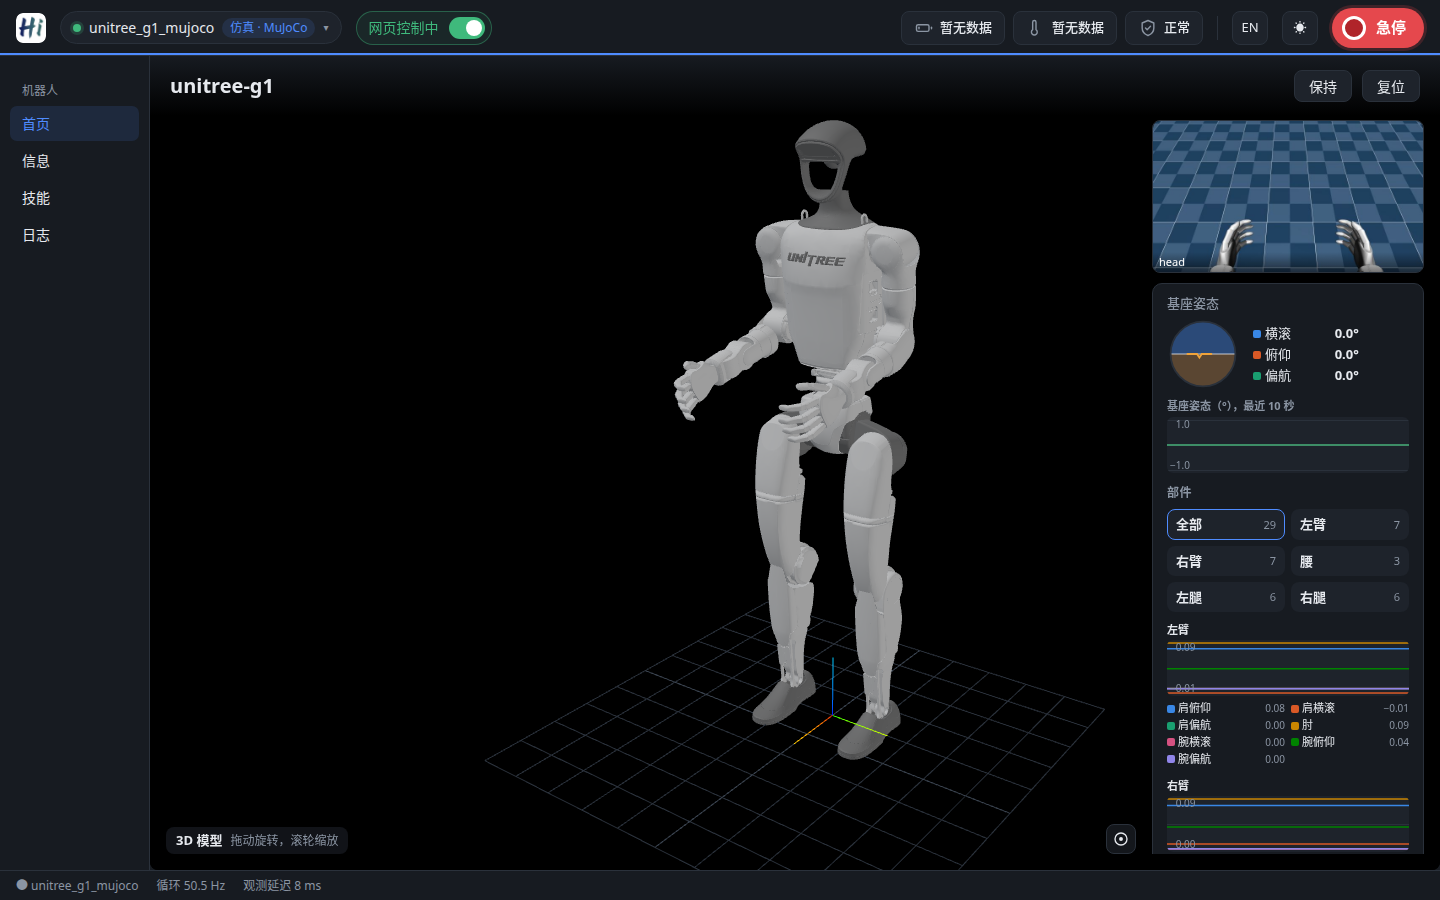 Hi
unitree_g1_mujoco 仿真 · MuJoCo ▾
网页控制中
暂无数据
暂无数据
正常
EN
急停
机器人
首页
信息
技能
日志
unitree-g1
保持
复位
UNITREE
head
基座姿态
横滚 0.0°
俯仰 0.0°
偏航 0.0°
基座姿态（°），最近 10 秒
1.0
−1.0
部件
全部 29
左臂 7
右臂 7
腰 3
左腿 6
右腿 6
左臂
0.09
−0.01
肩俯仰 0.08
肩横滚 −0.01
肩偏航 0.00
肘 0.09
腕横滚 0.00
腕俯仰 0.04
腕偏航 0.00
右臂
0.09
0.00
3D 模型 拖动旋转，滚轮缩放
unitree_g1_mujoco 循环 50.5 Hz 观测延迟 8 ms